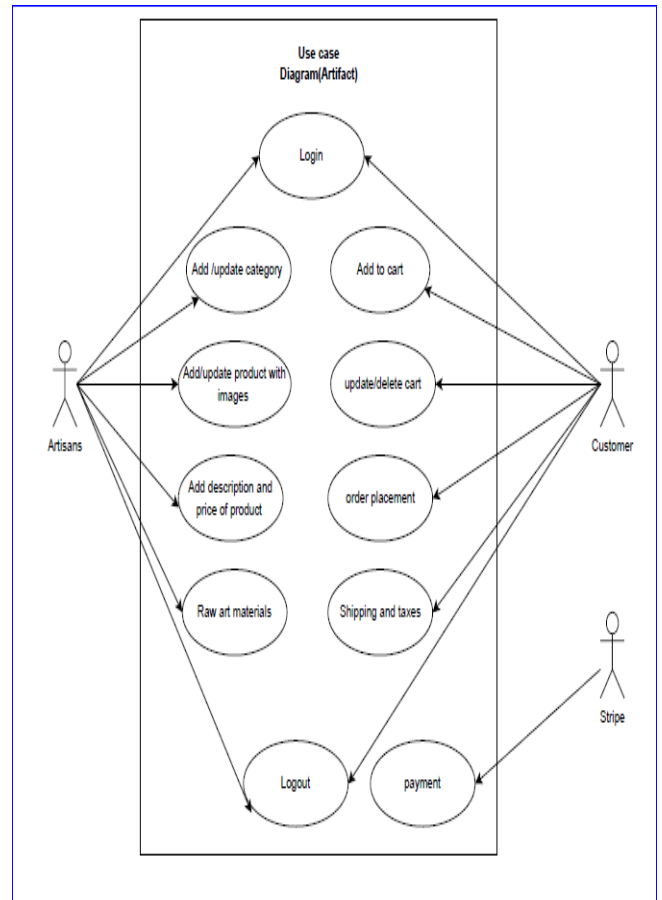 Use case
Diagram(Artifact)
Login
Add /update category
Add to cart
Add/update product with
images
update/delete cart
Artisans
Customer
Add description and
price of product
order placement
Raw art materials
Shipping and taxes
Stripe
Logout
payment